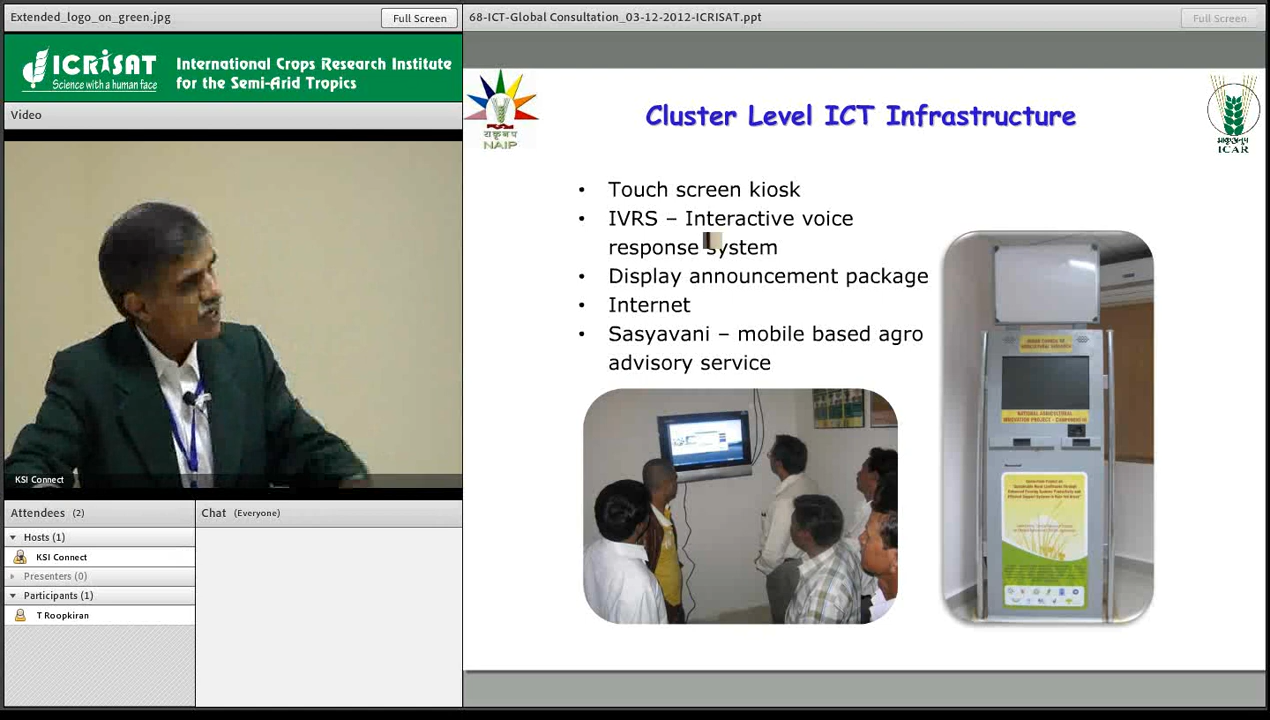 Extended_logo_on_green.jpg
Full Screen
68-ICT-Global Consultation_03-12-2012-ICRISAT.ppt
Full Screen
ICRISAT
Science with a human face
International Crops Research Institute
for the Semi-Arid Tropics
Video
राकृनप
NAIP
Cluster Level ICT Infrastructure
ICAR
• Touch screen kiosk
• IVRS – Interactive voice
response system
• Display announcement package
• Internet
• Sasyavani – mobile based agro
advisory service
NATIONAL AGRICULTURAL
INNOVATION PROJECT - COMPONENT
KSI Connect
Attendees (2)
Hosts (1)
KSI Connect
Presenters (0)
Participants (1)
T Roopkiran
Chat (Everyone)